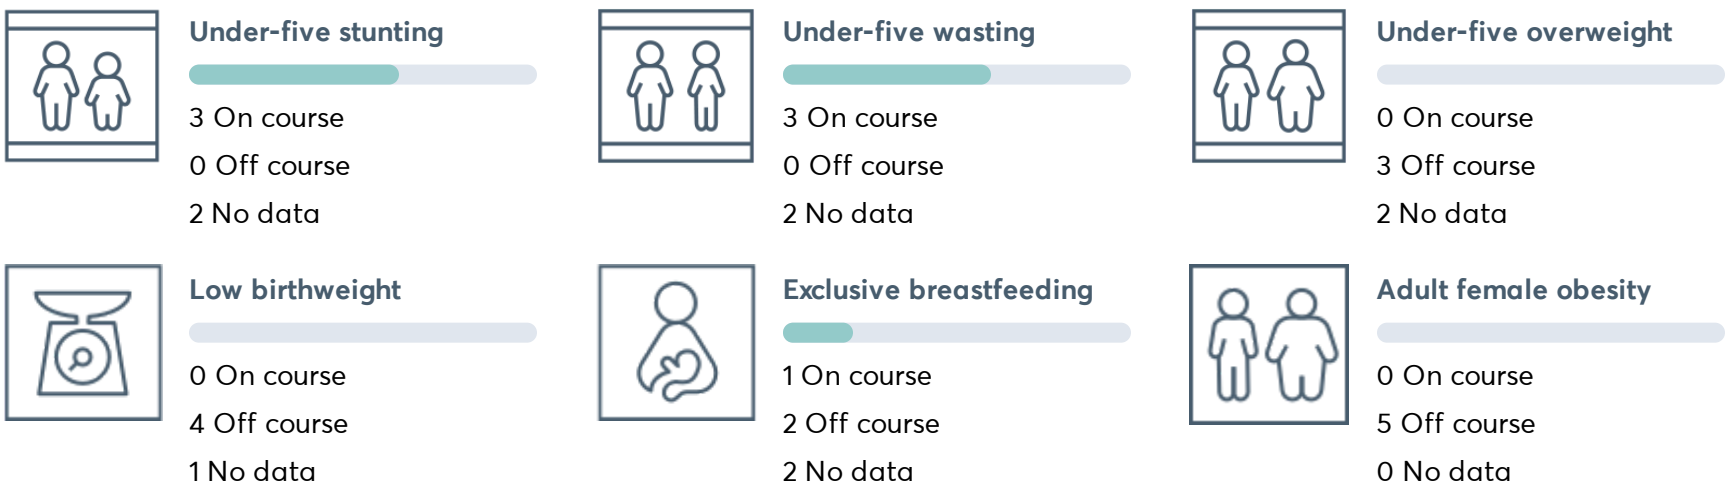 Under-five stunting
3 On course
0 Off course
2 No data
Under-five wasting
3 On course
0 Off course
2 No data
Under-five overweight
0 On course
3 Off course
2 No data
Low birthweight
0 On course
4 Off course
1 No data
Exclusive breastfeeding
1 On course
2 Off course
2 No data
Adult female obesity
0 On course
5 Off course
0 No data